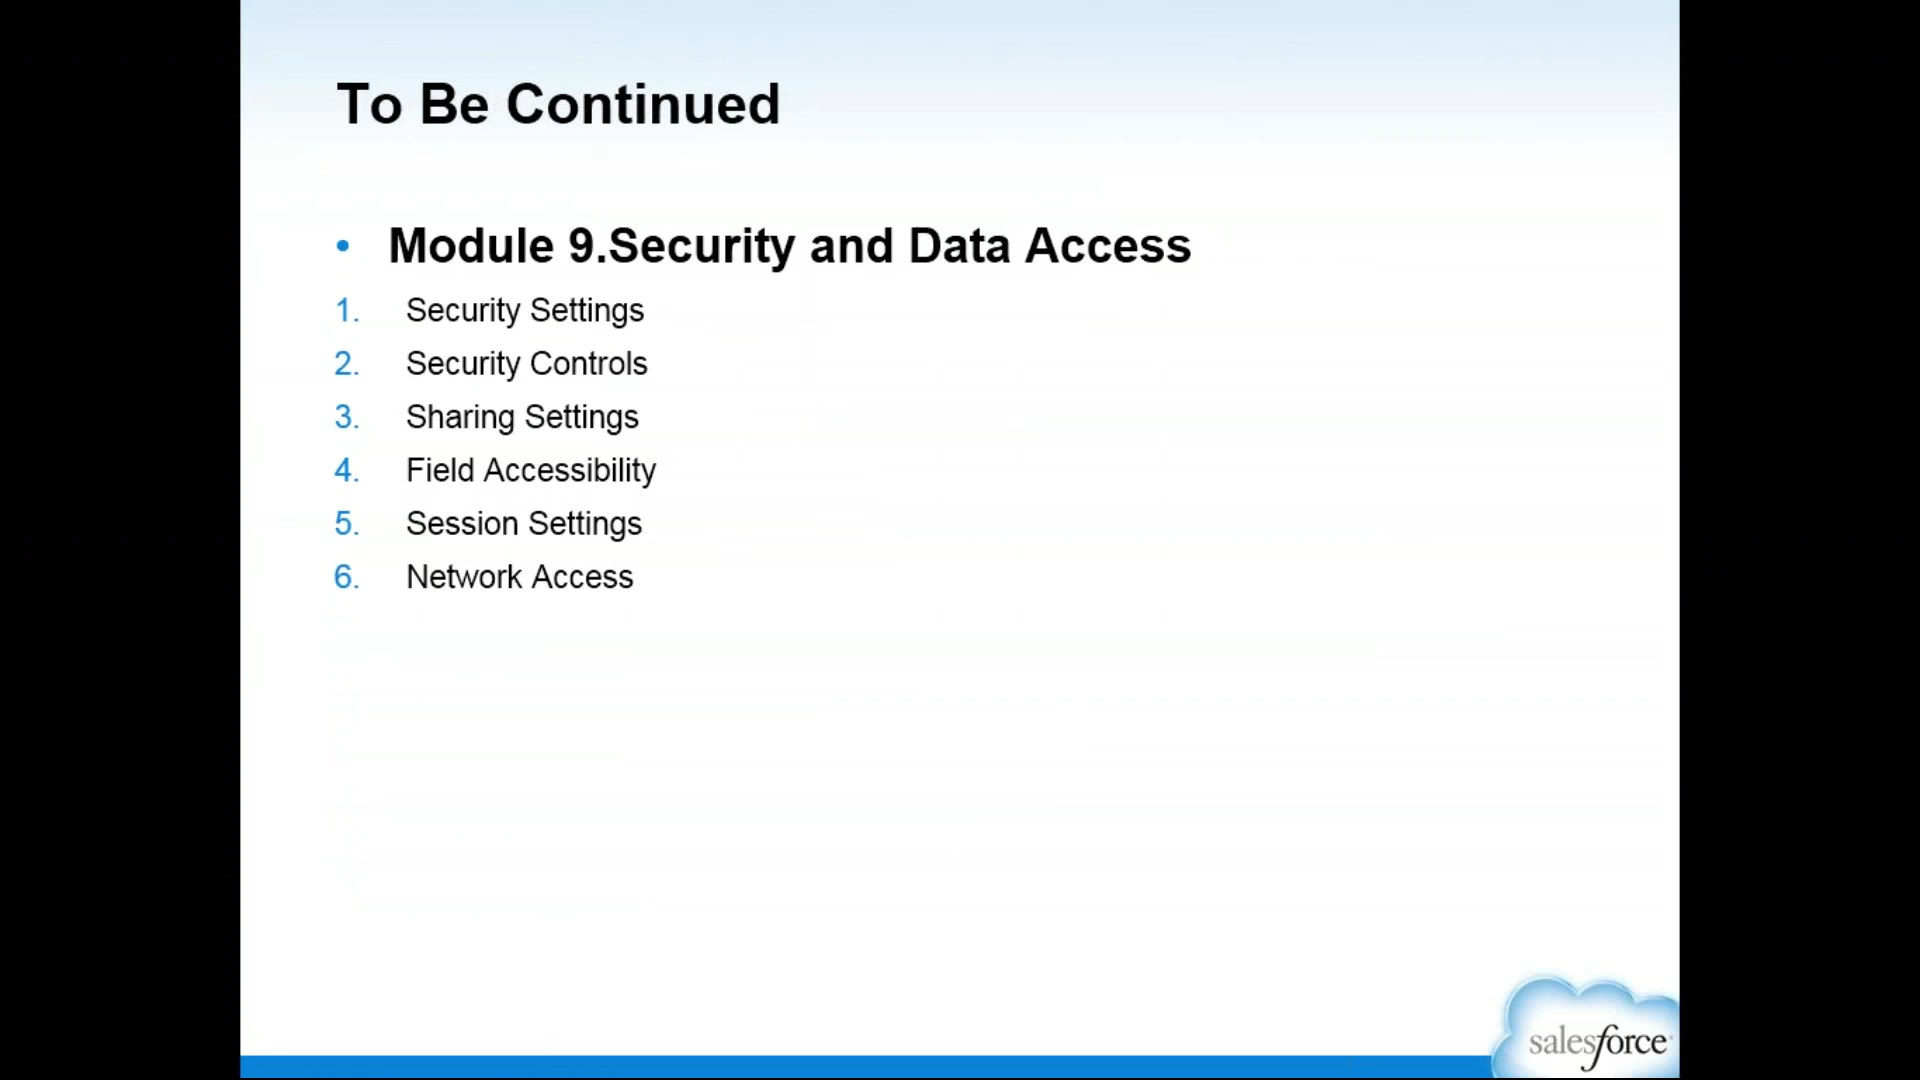 To Be Continued
• Module 9.Security and Data Access
1. Security Settings
2. Security Controls
3. Sharing Settings
4. Field Accessibility
5. Session Settings
6. Network Access
salesforce